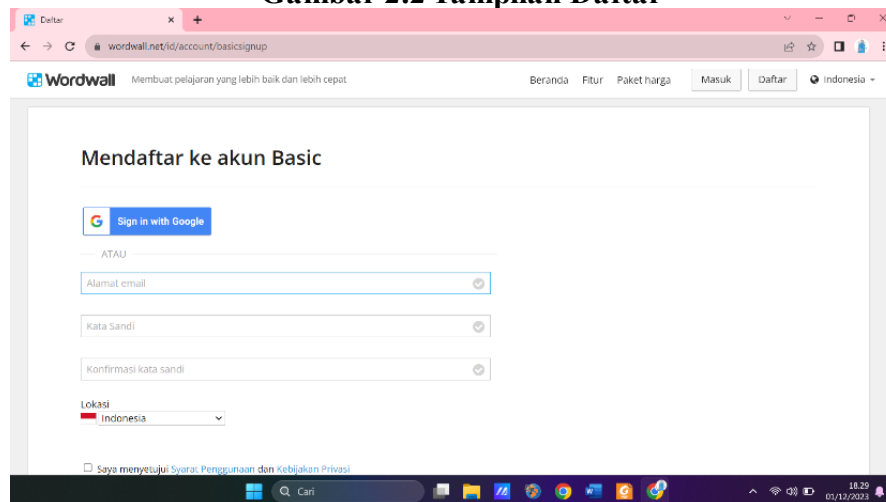 Gambar 2.2 Tampilan Daftar
Daftar
wordwall.net/id/account/basicsignup
Wordwall Membuat pelajaran yang lebih baik dan lebih cepat Beranda Fitur Paket harga Masuk Daftar Indonesia
Mendaftar ke akun Basic
G Sign in with Google
ATAU
Alamat email
Kata Sandi
Konfirmasi kata sandi
Lokasi
Indonesia
Saya menyetujui Syarat Penggunaan dan Kebijakan Privasi
Cari
18.29
01/12/2023